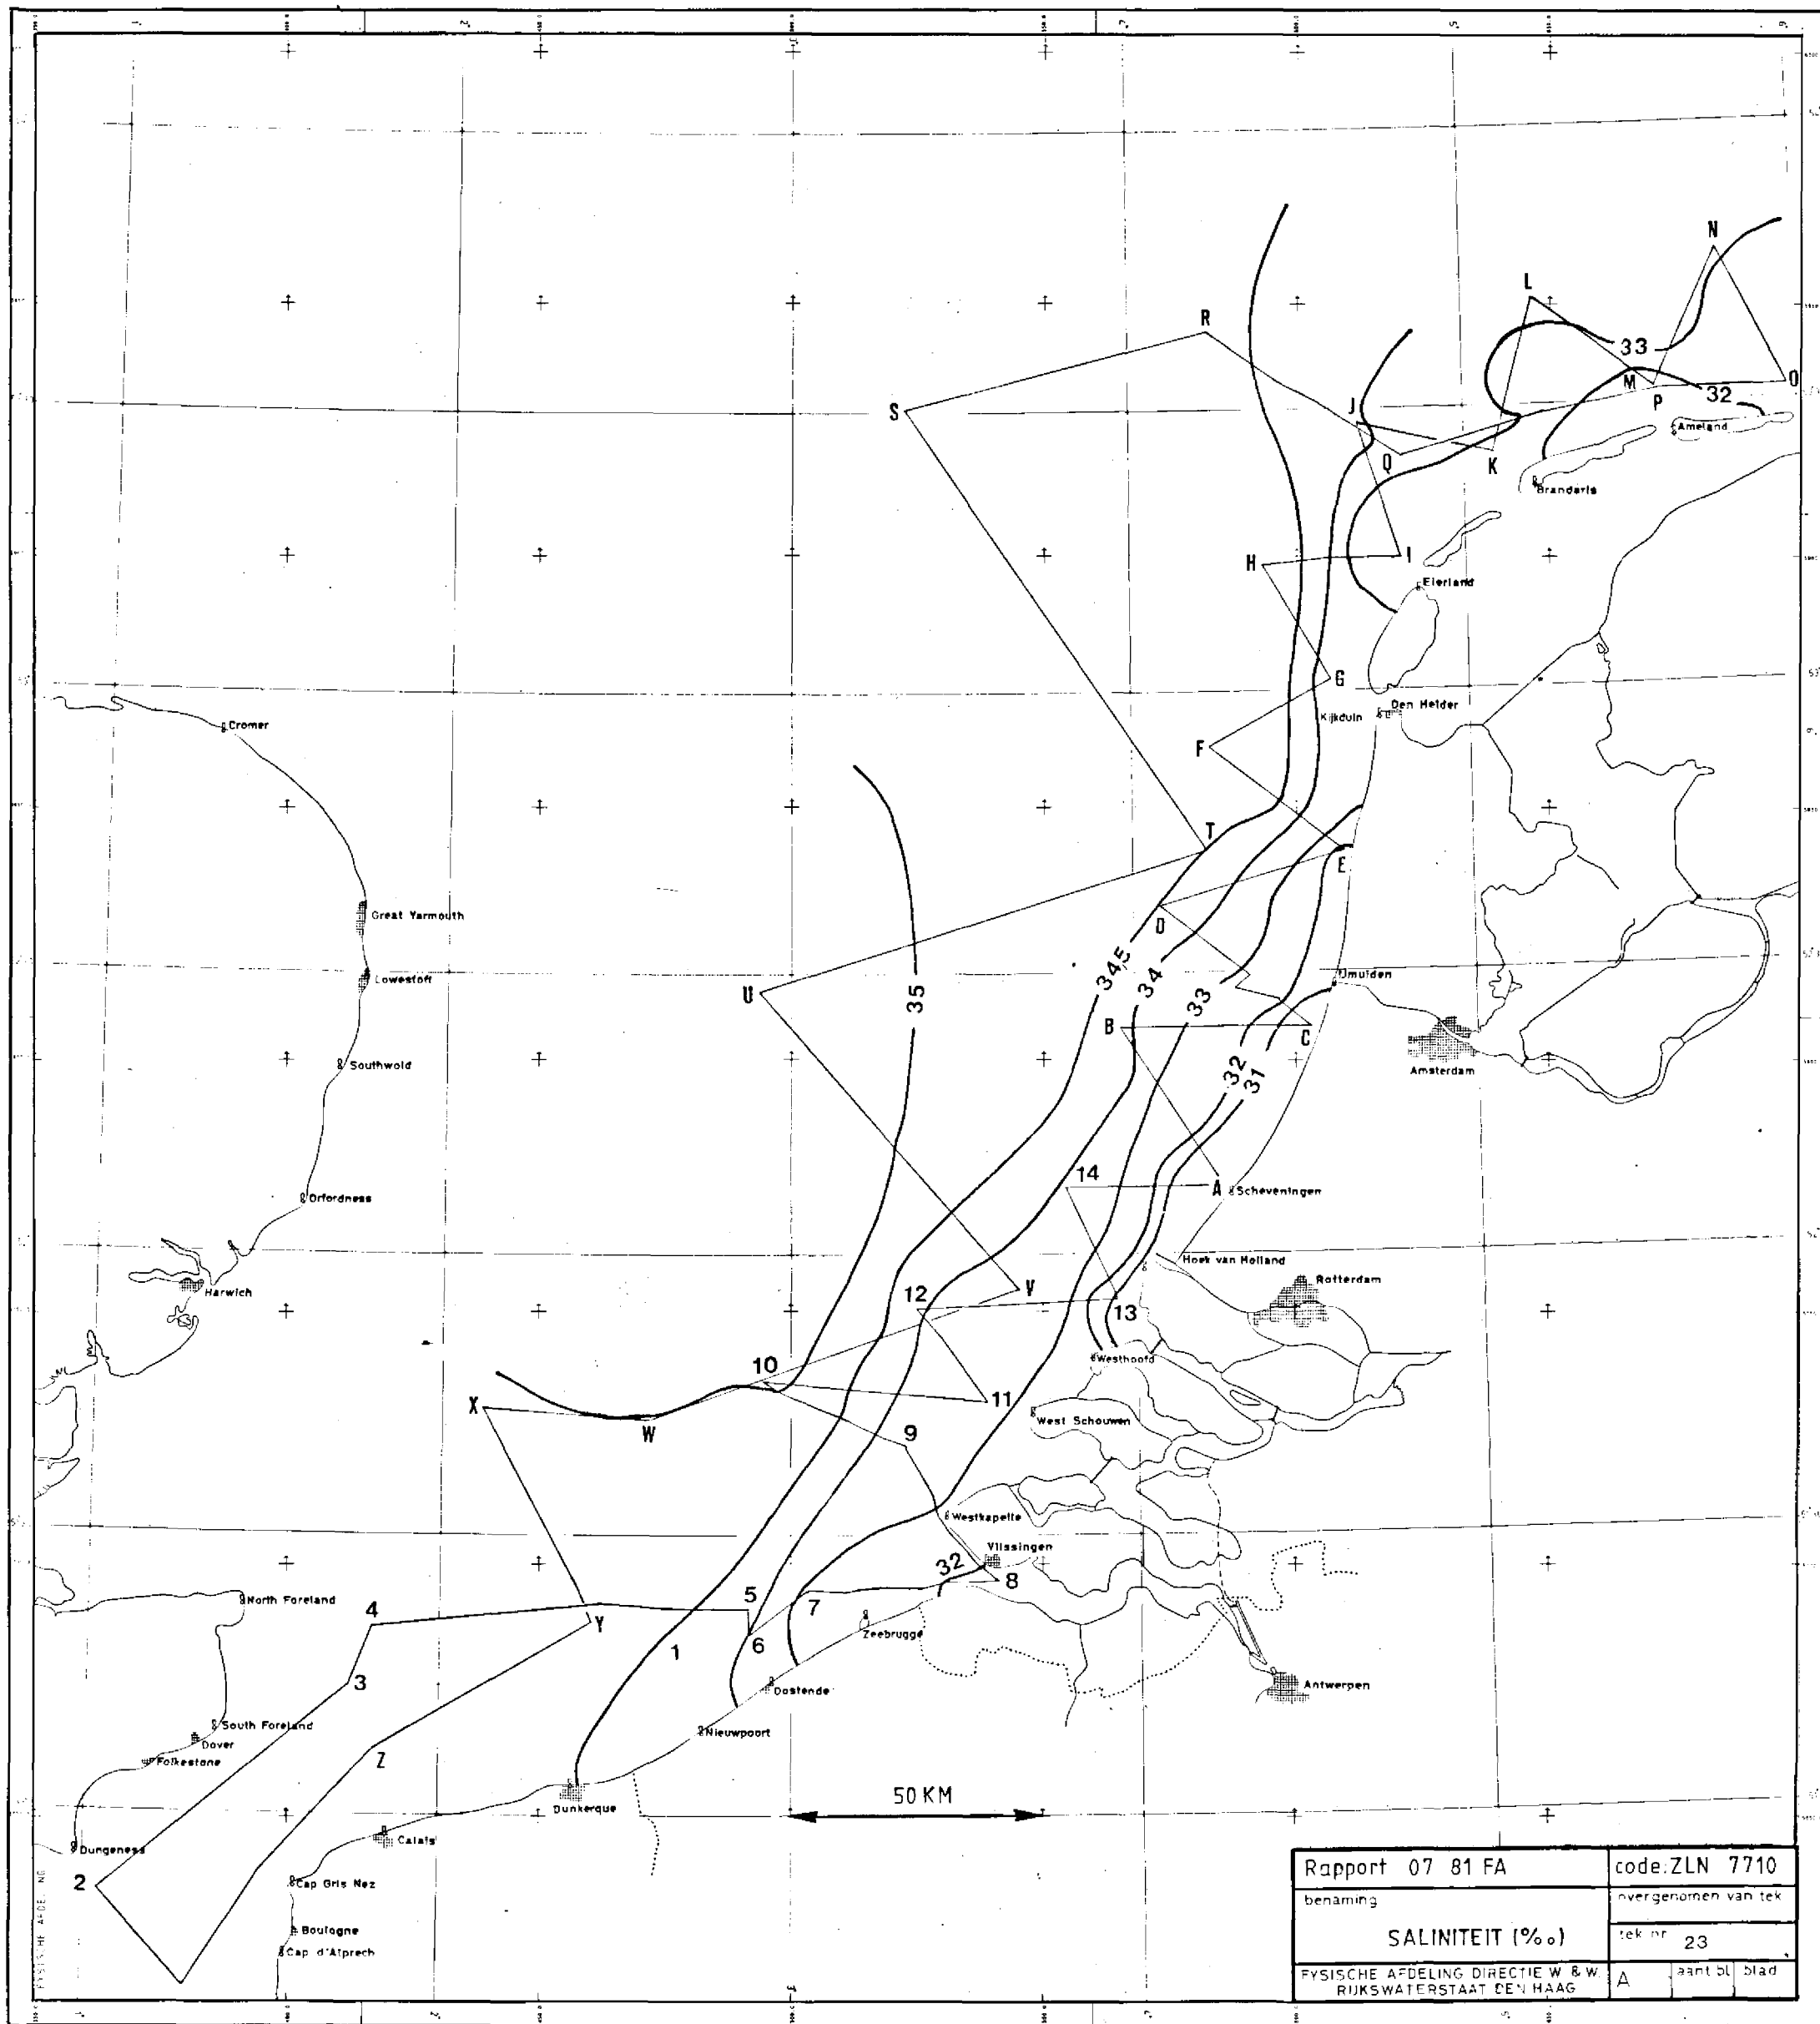 N
L
R
33
J
M
O
S
32
P
Ameland
Q
K
Brandaris
H
I
Eierland
G
Den Helder
Kijkduin
Cromer
F
T
E
Great Yarmouth
D
34,5
34
Lowestoft
IJmuiden
U
35
33
B
C
Southwold
32
31
Amsterdam
14
A
Scheveningen
Orfordness
Hoek van Holland
Rotterdam
Harwich
V
12
13
Westhoofd
10
X
11
West Schouwen
W
9
Westkapelle
Vlissingen
32
8
North Foreland
4
5
7
Y
Zeebrugge
1
6
3
Oostende
Antwerpen
South Foreland
Nieuwpoort
Dover
Z
Folkestone
50 KM
Dunkerque
Calais
Dungeness
2
Cap Gris Nez
Boulogne
Cap d'Alprech
Rapport 07 81 FA
code: ZLN 7710
benaming
overgenomen van tek
SALINITEIT (‰)
tek nr 23
FYSISCHE AFDELING DIRECTIE W & W.
RIJKSWATERSTAAT DEN HAAG
A
aant bl
blad